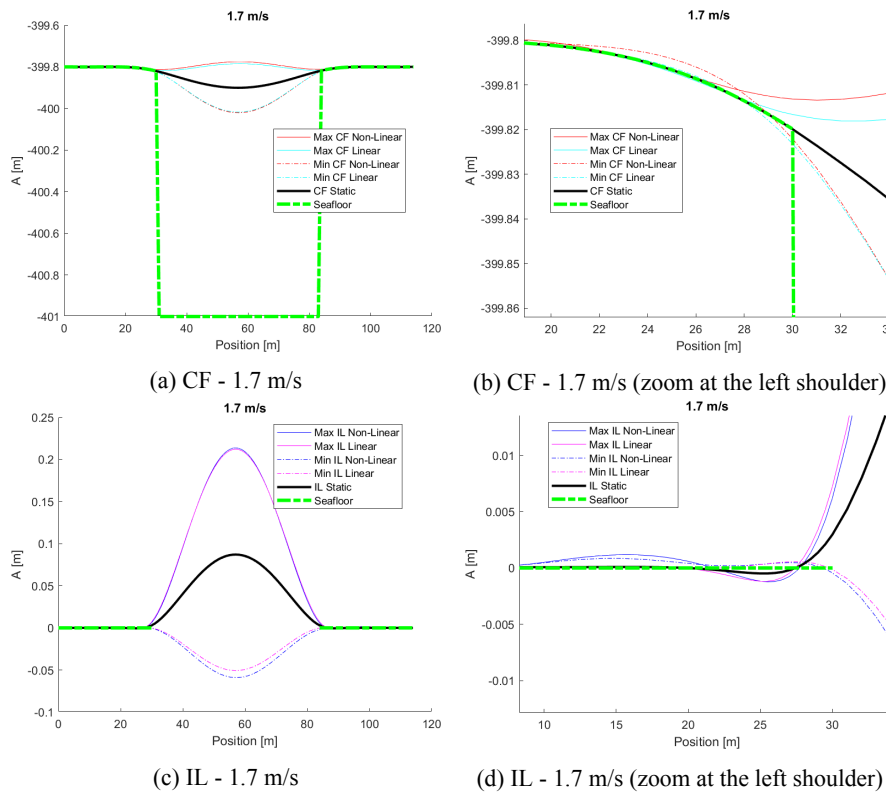 1.7 m/s
-399.6
-399.8
-400
-400.2
-400.4
-400.6
-400.8
-401
A [m]
Max CF Non-Linear
Max CF Linear
Min CF Non-Linear
Min CF Linear
CF Static
Seafloor
0 20 40 60 80 100 120
Position [m]
(a) CF - 1.7 m/s
1.7 m/s
-399.8
-399.81
-399.82
-399.83
-399.84
-399.85
-399.86
A [m]
Max CF Non-Linear
Max CF Linear
Min CF Non-Linear
Min CF Linear
CF Static
Seafloor
20 22 24 26 28 30 32
Position [m]
(b) CF - 1.7 m/s (zoom at the left shoulder)
1.7 m/s
0.25
0.2
0.15
0.1
0.05
0
-0.05
-0.1
A [m]
Max IL Non-Linear
Max IL Linear
Min IL Non-Linear
Min IL Linear
IL Static
Seafloor
0 20 40 60 80 100 120
Position [m]
(c) IL - 1.7 m/s
1.7 m/s
0.01
0.005
0
-0.005
-0.01
A [m]
Max IL Non-Linear
Max IL Linear
Min IL Non-Linear
Min IL Linear
IL Static
Seafloor
10 15 20 25 30
Position [m]
(d) IL - 1.7 m/s (zoom at the left shoulder)